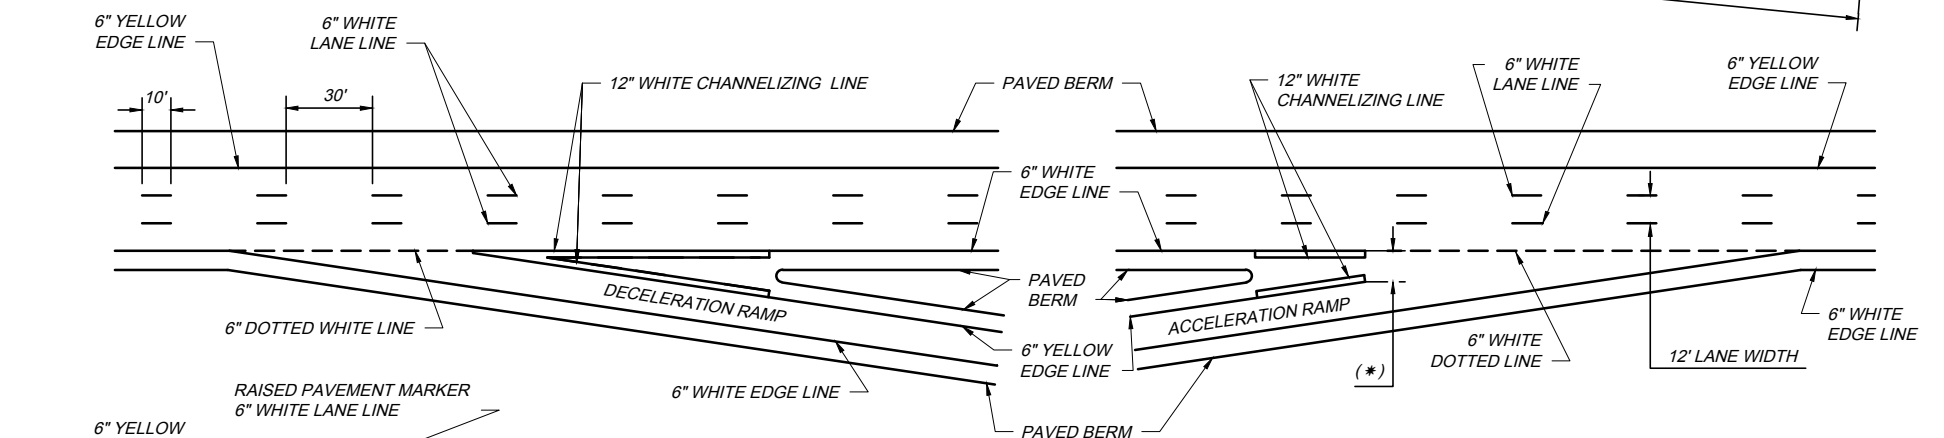 6" YELLOW
EDGE LINE
6" WHITE
LANE LINE
10'
30'
12" WHITE CHANNELIZING LINE
PAVED BERM
12" WHITE
CHANNELIZING LINE
6" WHITE
LANE LINE
6" YELLOW
EDGE LINE
6" WHITE
EDGE LINE
PAVED
BERM
DECELERATION RAMP
ACCELERATION RAMP
6" DOTTED WHITE LINE
6" YELLOW
EDGE LINE
(*)
6" WHITE
DOTTED LINE
12' LANE WIDTH
6" WHITE
EDGE LINE
6" WHITE EDGE LINE
RAISED PAVEMENT MARKER
6" WHITE LANE LINE
6" YELLOW
PAVED BERM